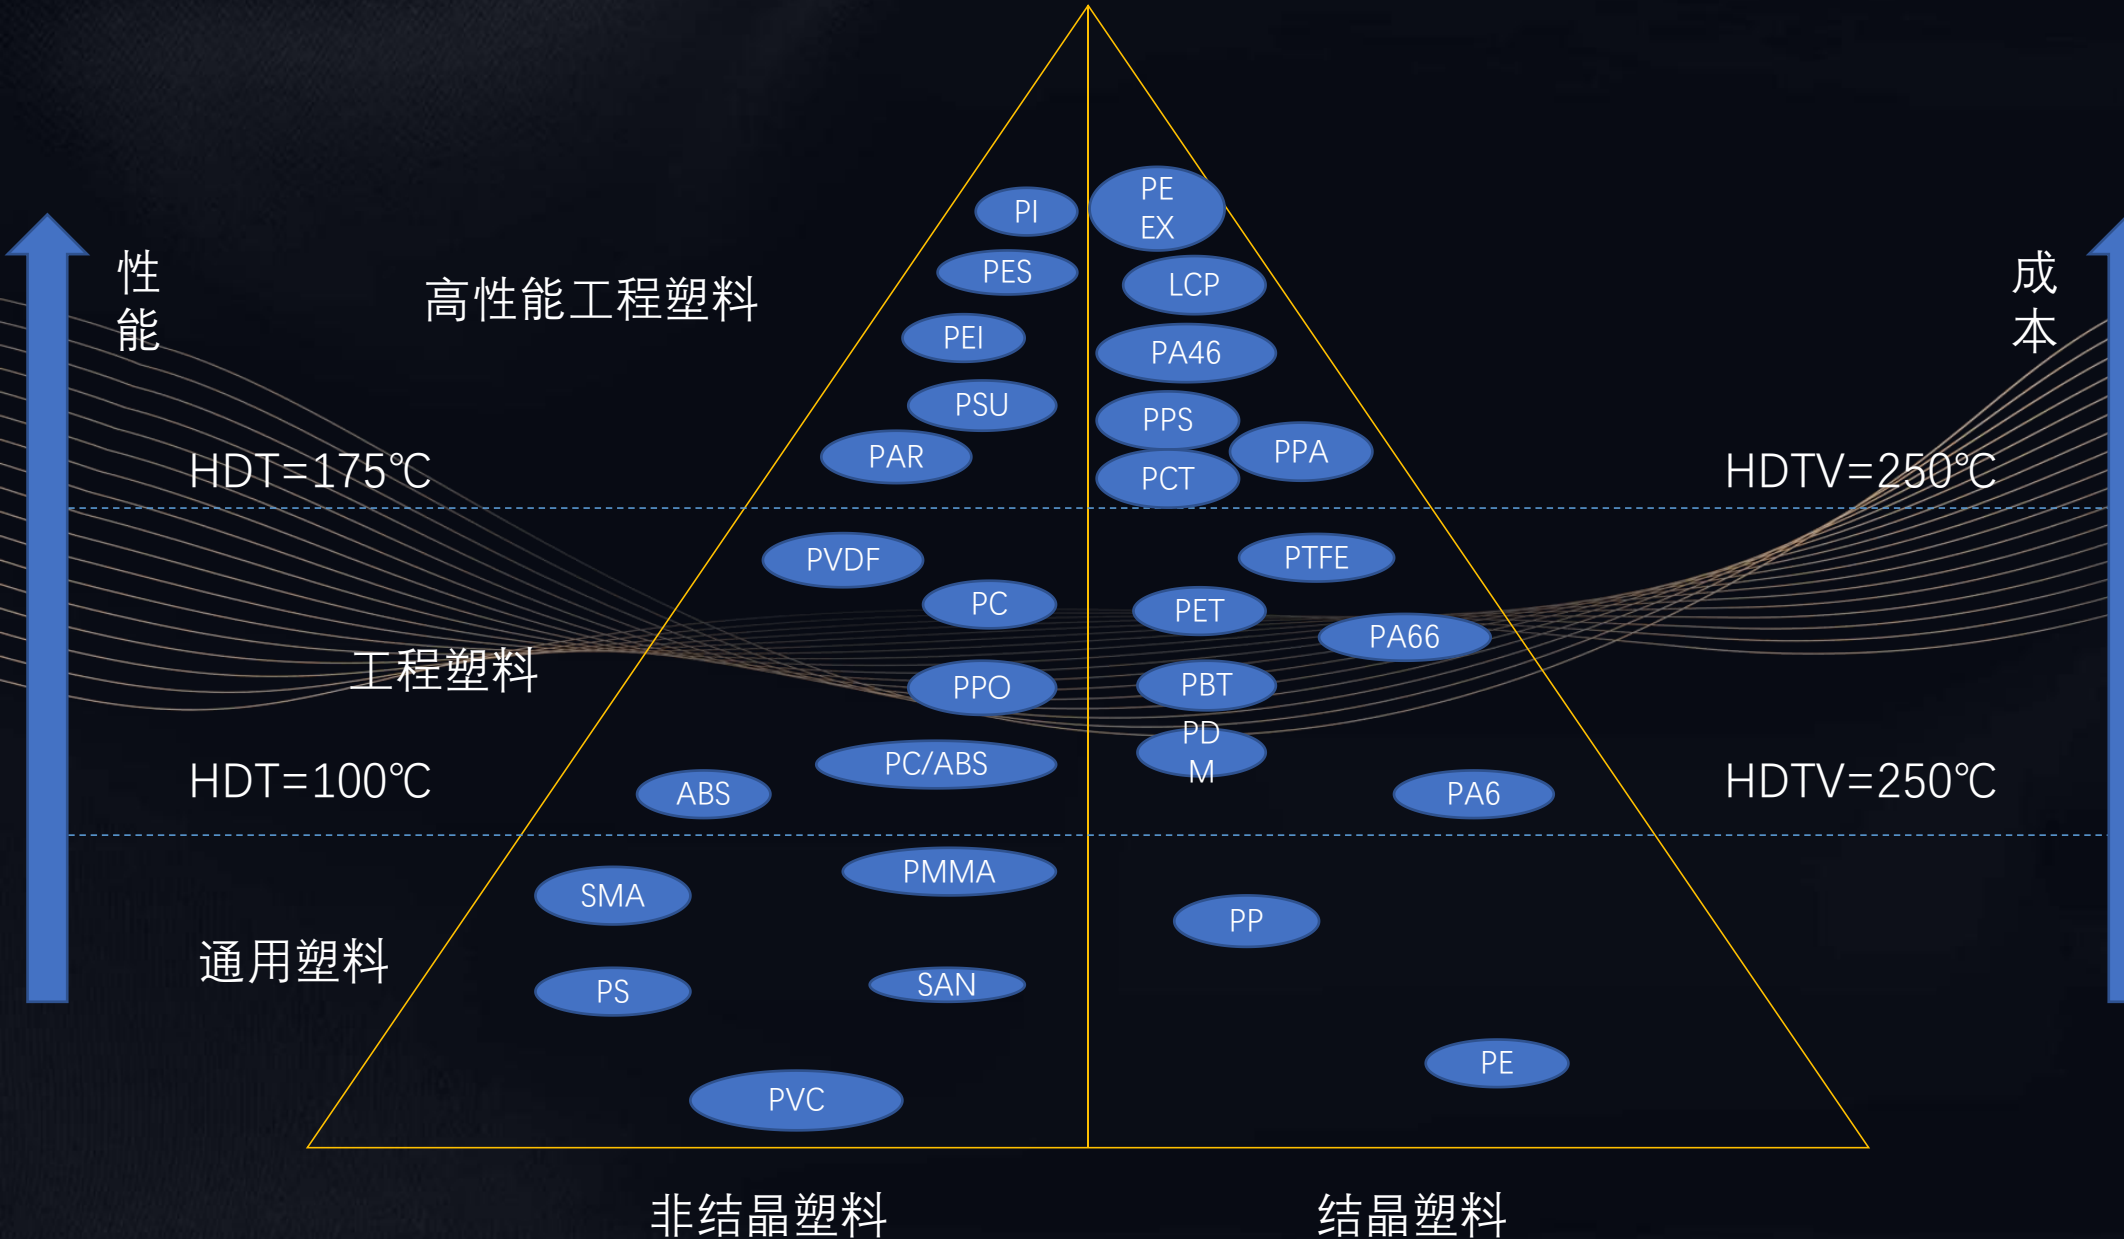 PI
PE
EX
性
能
高性能工程塑料
PES
LCP
成
本
PEI
PA46
PSU
PPS
PAR
PPA
HDT=175℃
PCT
HDTV=250℃
PVDF
PTFE
PC
PET
PA66
工程塑料
PPO
PBT
PD
M
PC/ABS
HDT=100℃
ABS
PA6
HDTV=250℃
PMMA
SMA
PP
通用塑料
PS
SAN
PE
PVC
非结晶塑料
结晶塑料